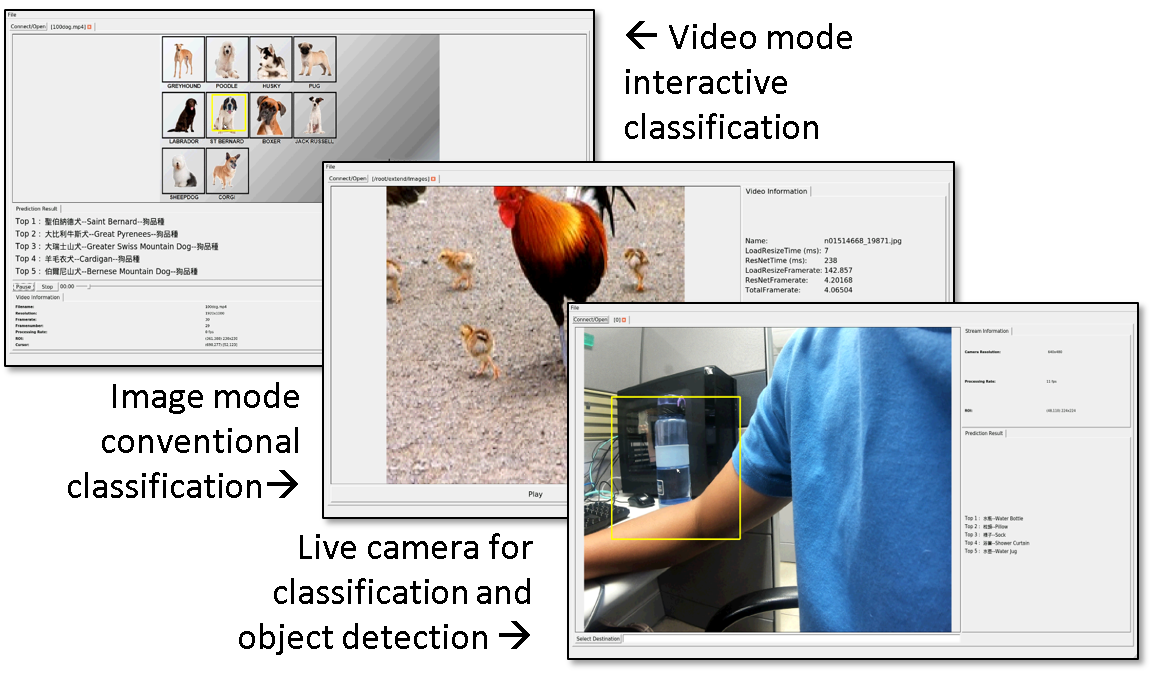 File
Connect/Open [100dog.mp4]
GREYHOUND POODLE HUSKY PUG
LABRADOR ST BERNARD BOXER JACK RUSSELL
SHEEPDOG CORGI
Prediction Result
Top 1 : 聖伯納德犬--Saint Bernard--狗品種
Top 2 : 大比利牛斯犬--Great Pyrenees--狗品種
Top 3 : 大瑞士山犬--Greater Swiss Mountain Dog--狗品種
Top 4 : 羊毛衣犬--Cardigan--狗品種
Top 5 : 伯爾尼山犬--Bernese Mountain Dog--狗品種
Pause Stop 00:00
Video Information
Filename: 100dog.mp4
Resolution:
Framerate: 30
Framenumber: 29
Processing Rate: 9 fps
ROI:
Cursor:
← Video mode
interactive
classification
File
Connect/Open [/root/extend/Images]
Video Information
Name: n01514668_19871.jpg
LoadResizeTime (ms): 7
ResNetTime (ms): 238
LoadResizeFramerate: 142.857
ResNetFramerate: 4.20168
TotalFramerate: 4.06504
Play
Image mode
conventional
classification→
File
Connect/Open [0]
Stream Information
Camera Resolution:
Processing Rate: 11 fps
ROI:
Prediction Result
Top 1 : 水瓶--Water Bottle
Top 2 : 枕頭--Pillow
Top 3 : 襪子--Sock
Top 4 : 浴簾--Shower Curtain
Top 5 : 水壺--Water Jug
Select Destination
Live camera for
classification and
object detection →